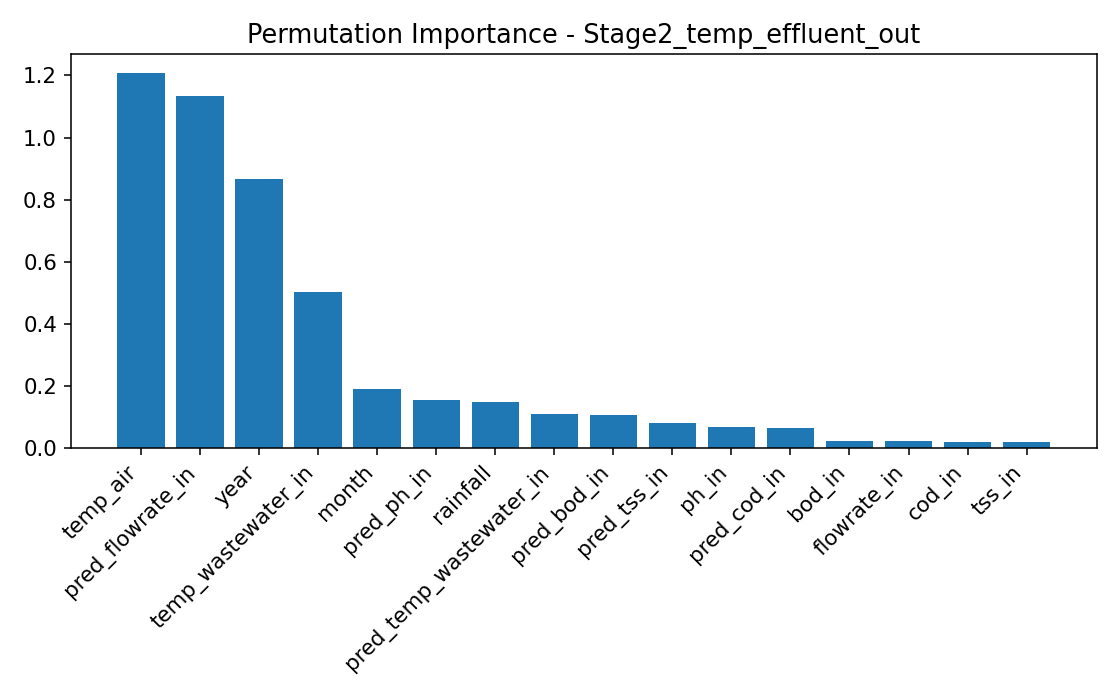 Permutation Importance - Stage2_temp_effluent_out
1.2
1.0
0.8
0.6
0.4
0.2
0.0
temp_air
pred_flowrate_in
year
temp_wastewater_in
month
pred_ph_in
rainfall
pred_temp_wastewater_in
pred_bod_in
pred_tss_in
ph_in
pred_cod_in
bod_in
flowrate_in
cod_in
tss_in